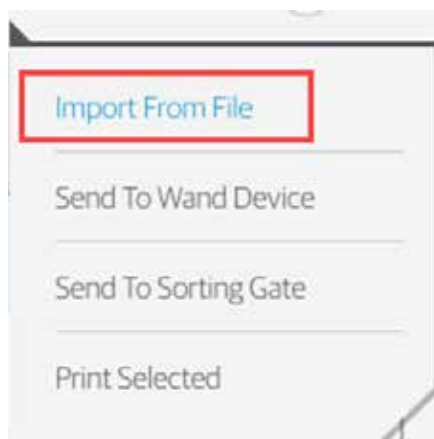 Import From File
Send To Wand Device
Send To Sorting Gate
Print Selected